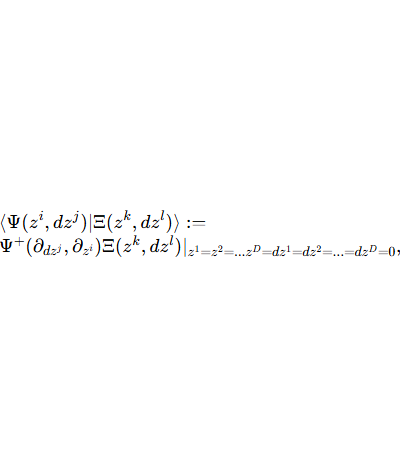 ⟨Ψ(z^i, dz^j)|Ξ(z^k, dz^l)⟩ :=
Ψ^+(∂_{dz^j}, ∂_{z^i})Ξ(z^k, dz^l)|_{z^1=z^2=...z^D=dz^1=dz^2=...=dz^D=0},